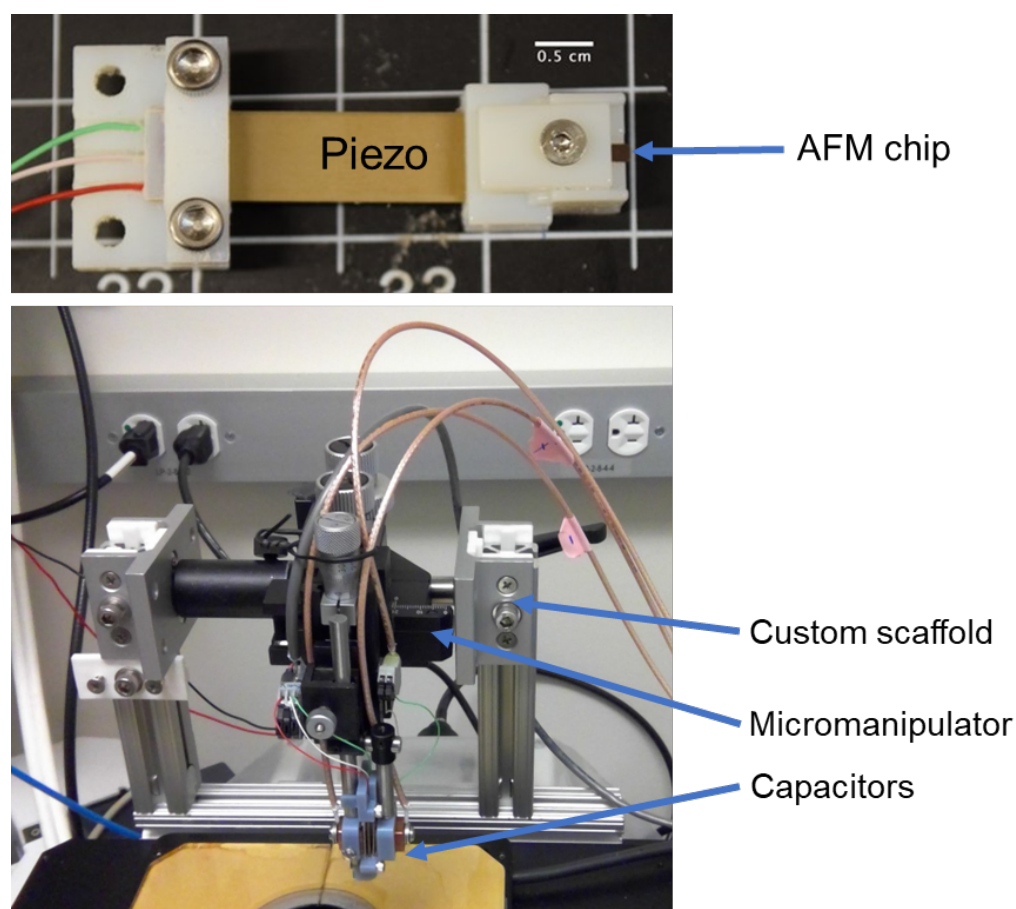 0.5 cm
Piezo
AFM chip
Custom scaffold
Micromanipulator
Capacitors